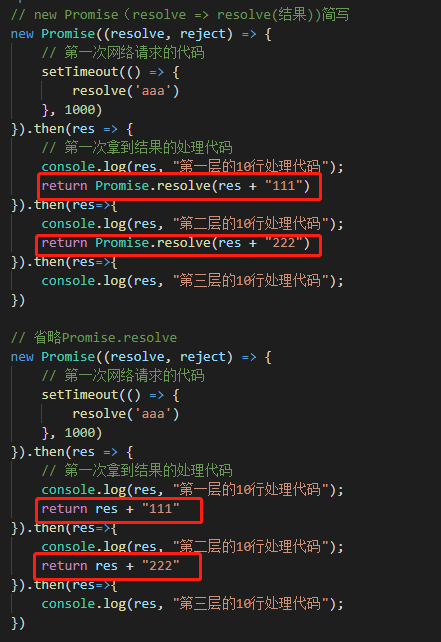 // new Promise（resolve => resolve(结果))简写
new Promise((resolve, reject) => {
    // 第一次网络请求的代码
    setTimeout(() => {
        resolve('aaa')
    }, 1000)
}).then(res => {
    // 第一次拿到结果的处理代码
    console.log(res, "第一层的10行处理代码");
    return Promise.resolve(res + "111")
}).then(res=>{
    console.log(res, "第二层的10行处理代码");
    return Promise.resolve(res + "222")
}).then(res=>{
    console.log(res, "第三层的10行处理代码");
})
// 省略Promise.resolve
new Promise((resolve, reject) => {
    // 第一次网络请求的代码
    setTimeout(() => {
        resolve('aaa')
    }, 1000)
}).then(res => {
    // 第一次拿到结果的处理代码
    console.log(res, "第一层的10行处理代码");
    return res + "111"
}).then(res=>{
    console.log(res, "第二层的10行处理代码");
    return res + "222"
}).then(res=>{
    console.log(res, "第三层的10行处理代码");
})